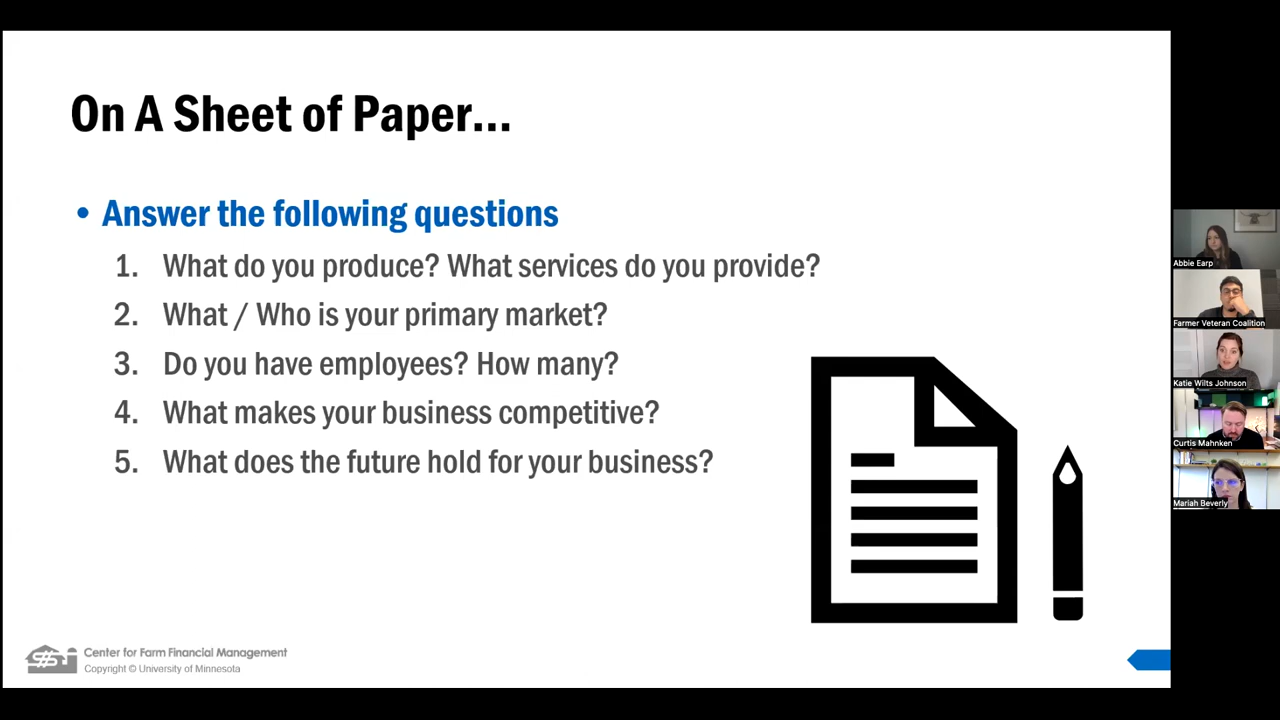 On A Sheet of Paper...
• Answer the following questions
1. What do you produce? What services do you provide?
2. What / Who is your primary market?
3. Do you have employees? How many?
4. What makes your business competitive?
5. What does the future hold for your business?
Center for Farm Financial Management
Copyright © University of Minnesota
Abbie Earp
Farmer Veteran Coalition
Katie Wilts Johnson
Curtis Mahnken
Mariah Beverly